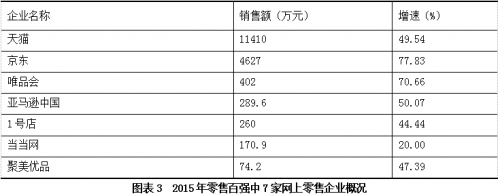 企业名称 销售额（万元） 增速（%）
天猫 11410 49.54
京东 4627 77.83
唯品会 402 70.66
亚马逊中国 289.6 50.07
1号店 260 44.44
当当网 170.9 20.00
聚美优品 74.2 47.39
图表 3 2015 年零售百强中 7 家网上零售企业概况